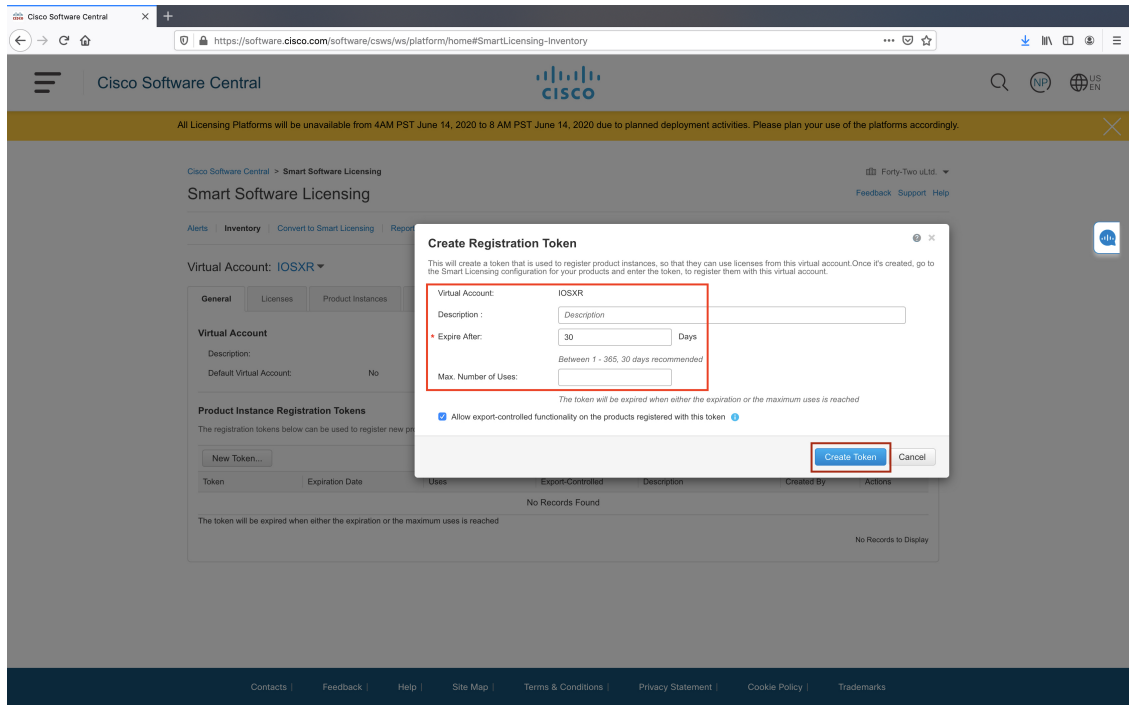 Cisco Software Central
https://software.cisco.com/software/csws/ws/platform/home#SmartLicensing-Inventory
Cisco Software Central
CISCO
NP
US
EN
All Licensing Platforms will be unavailable from 4AM PST June 14, 2020 to 8 AM PST June 14, 2020 due to planned deployment activities. Please plan your use of the platforms accordingly.
Cisco Software Central > Smart Software Licensing
Forty-Two uLtd.
Smart Software Licensing
Feedback Support Help
Alerts | Inventory | Convert to Smart Licensing | Report
Virtual Account: IOSXR
General Licenses Product Instances
Virtual Account
Description:
Default Virtual Account: No
Product Instance Registration Tokens
The registration tokens below can be used to register new pr
New Token...
Token Expiration Date Uses Export-Controlled Description Created By Actions
No Records Found
The token will be expired when either the expiration or the maximum uses is reached
No Records to Display
Create Registration Token
This will create a token that is used to register product instances, so that they can use licenses from this virtual account.Once it's created, go to
the Smart Licensing configuration for your products and enter the token, to register them with this virtual account.
Virtual Account: IOSXR
Description : Description
* Expire After: 30 Days
Between 1 - 365, 30 days recommended
Max. Number of Uses:
The token will be expired when either the expiration or the maximum uses is reached
Allow export-controlled functionality on the products registered with this token
Create Token Cancel
Contacts | Feedback | Help | Site Map | Terms & Conditions | Privacy Statement | Cookie Policy | Trademarks